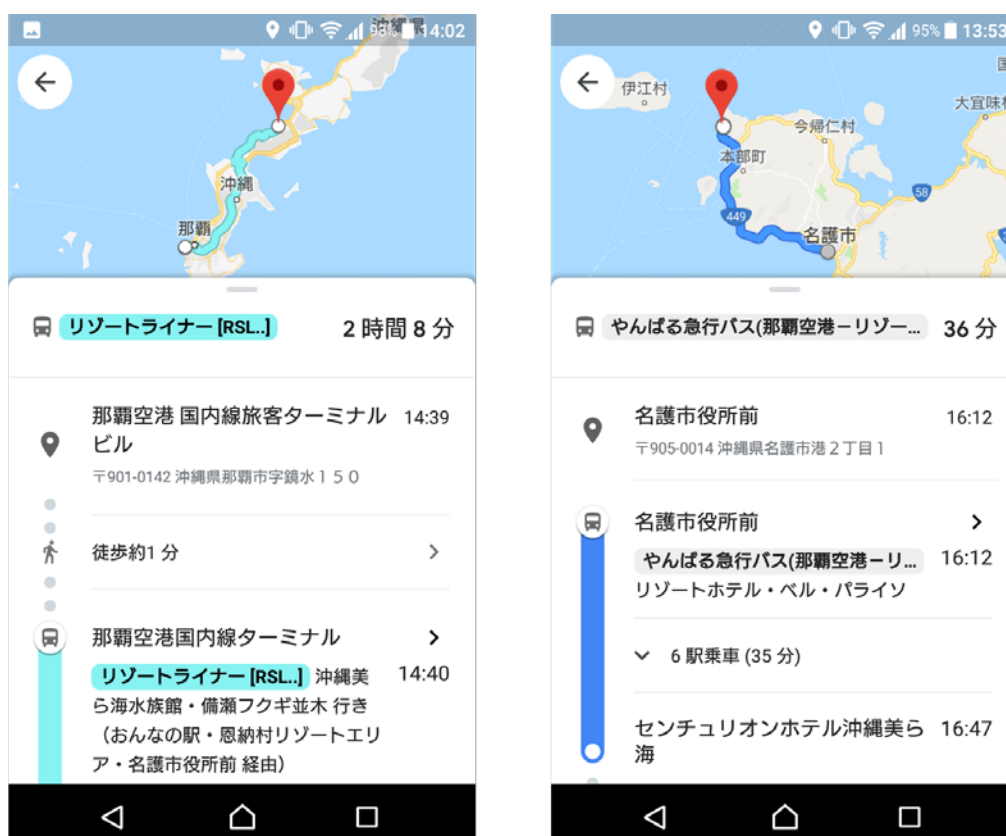 93% 14:02
沖縄
那覇
リゾートライナー [RSL..] 2 時間 8 分
那覇空港 国内線旅客ターミナル 14:39
ビル
〒901-0142 沖縄県那覇市字鏡水１５０
徒歩約1 分
那覇空港国内線ターミナル
リゾートライナー [RSL..] 沖縄美 14:40
ら海水族館・備瀬フクギ並木 行き
（おんなの駅・恩納村リゾートエリ
ア・名護市役所前 経由）
95% 13:53
国
伊江村
大宜味村
今帰仁村
本部町
58
449
名護市
やんばる急行バス(那覇空港－リゾー... 36 分
名護市役所前 16:12
〒905-0014 沖縄県名護市港２丁目１
名護市役所前
やんばる急行バス(那覇空港－リ... 16:12
リゾートホテル・ベル・パライソ
6 駅乗車 (35 分)
センチュリオンホテル沖縄美ら 16:47
海